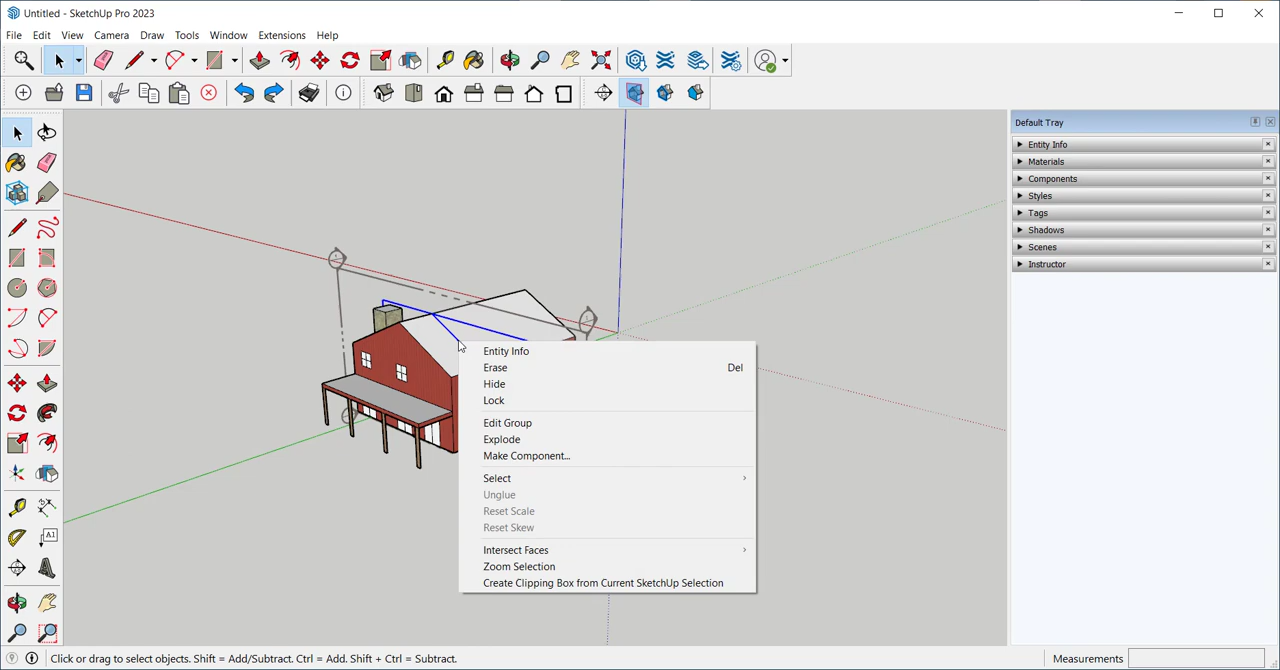 Untitled - SketchUp Pro 2023
File Edit View Camera Draw Tools Window Extensions Help
Default Tray
Entity Info
Materials
Components
Styles
Tags
Shadows
Scenes
Instructor
Entity Info
Erase Del
Hide
Lock
Edit Group
Explode
Make Component...
Select
Unglue
Reset Scale
Reset Skew
Intersect Faces
Zoom Selection
Create Clipping Box from Current SketchUp Selection
A1
Click or drag to select objects. Shift = Add/Subtract. Ctrl = Add. Shift + Ctrl = Subtract.
Measurements